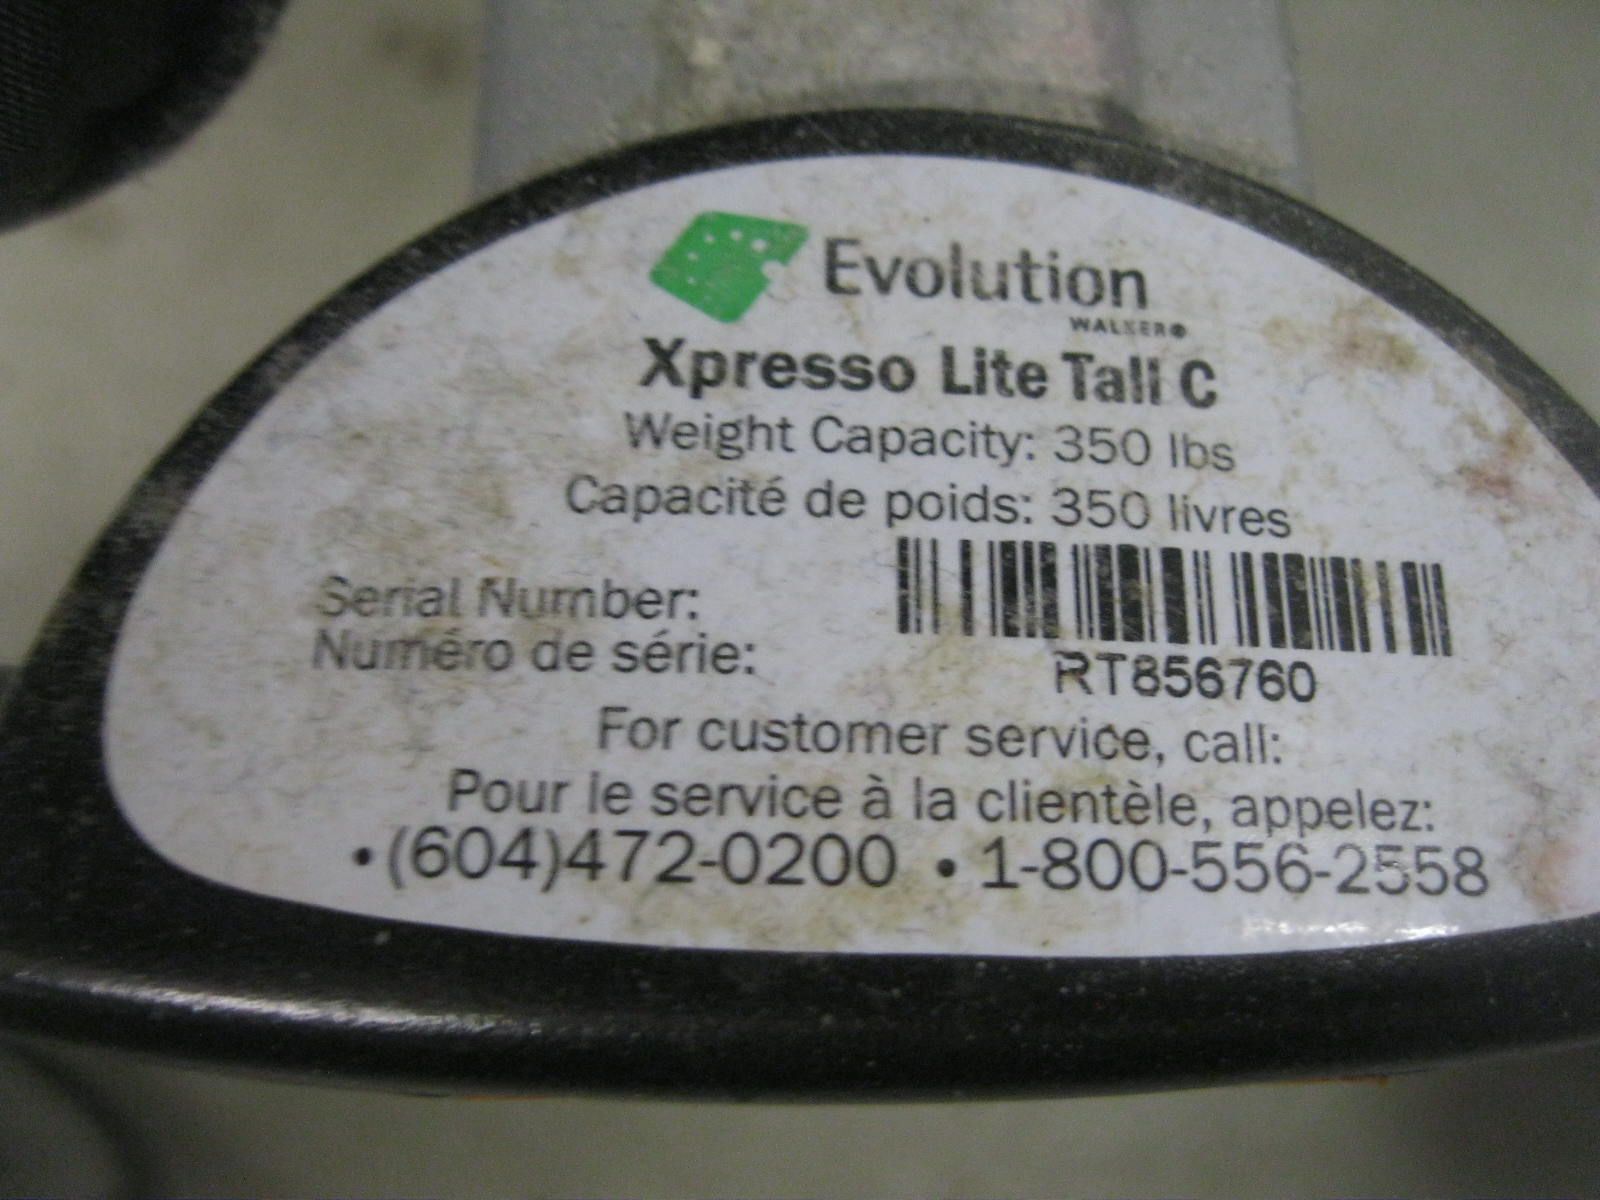 Evolution
WALKER®
Xpresso Lite Tall C
Weight Capacity: 350 lbs
Capacité de poids: 350 livres
Serial Number:
Numéro de série:
RT856760
For customer service, call:
Pour le service à la clientèle, appelez:
•(604)472-0200 • 1-800-556-2558